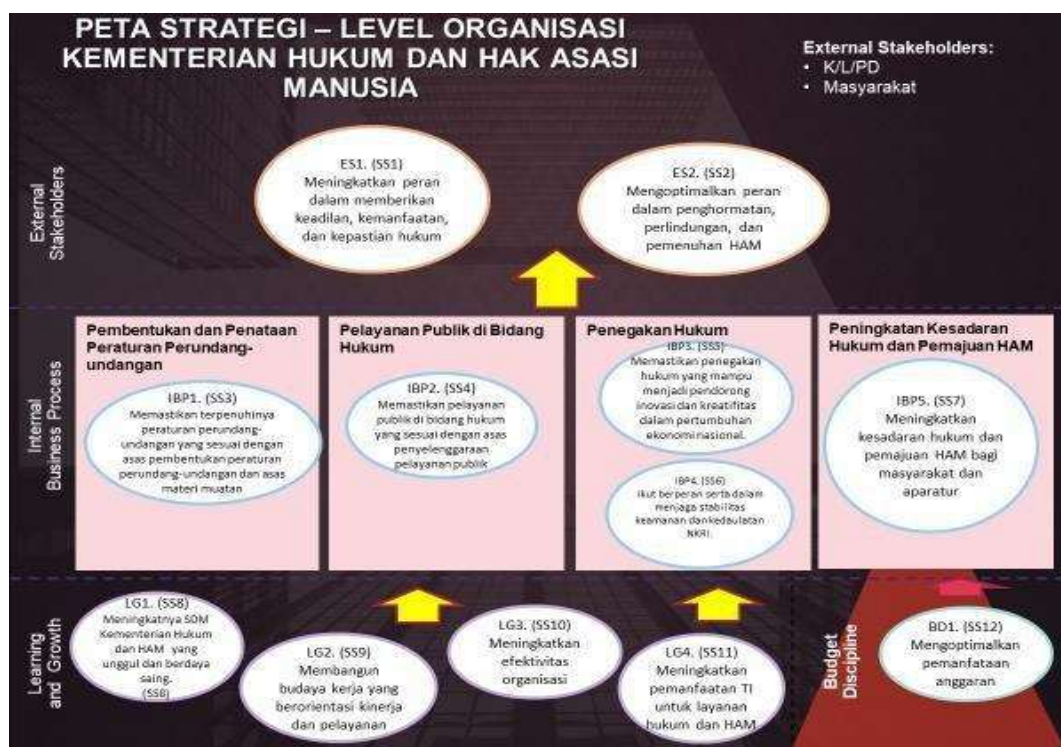 PETA STRATEGI – LEVEL ORGANISASI
KEMENTERIAN HUKUM DAN HAK ASASI
MANUSIA
External Stakeholders:
• K/L/PD
• Masyarakat
External
Stakeholders
ES1. (SS1)
Meningkatkan peran
dalam memberikan
keadilan, kemanfaatan,
dan kepastian hukum
ES2. (SS2)
Mengoptimalkan peran
dalam penghormatan,
perlindungan, dan
pemenuhan HAM
Internal
Business Process
Pembentukan dan Penataan
Peraturan Perundang-
undangan
IBP1. (SS3)
Memastikan terpenuhinya
peraturan perundang-
undangan yang sesuai dengan
asas pembentukan peraturan
perundang-undangan dan asas
materi muatan
Pelayanan Publik di Bidang
Hukum
IBP2. (SS4)
Memastikan pelayanan
publik di bidang hukum
yang sesuai dengan asas
penyelenggaraan
pelayanan publik
Penegakan Hukum
IBP3. (SS5)
Memastikan penegakan
hukum yang mampu
menjadi pendorong
inovasi dan kreatifitas
dalam pertumbuhan
ekonomi nasional.
IBP4. (SS6)
Ikut berperan serta dalam
menjaga stabilitas
keamanan dan kedaulatan
NKRI.
Peningkatan Kesadaran
Hukum dan Pemajuan HAM
IBP5. (SS7)
Meningkatkan
kesadaran hukum dan
pemajuan HAM bagi
masyarakat dan
aparatur
Learning
and Growth
LG1. (SS8)
Meningkatnya SDM
Kementerian Hukum
dan HAM yang
unggul dan berdaya
saing.
(SS8)
LG2. (SS9)
Membangun
budaya kerja yang
berorientasi kinerja
dan pelayanan
LG3. (SS10)
Meningkatkan
efektivitas
organisasi
LG4. (SS11)
Meningkatkan
pemanfaatan TI
untuk layanan
hukum dan HAM
Budget
Discipline
BD1. (SS12)
Mengoptimalkan
pemanfataan
anggaran